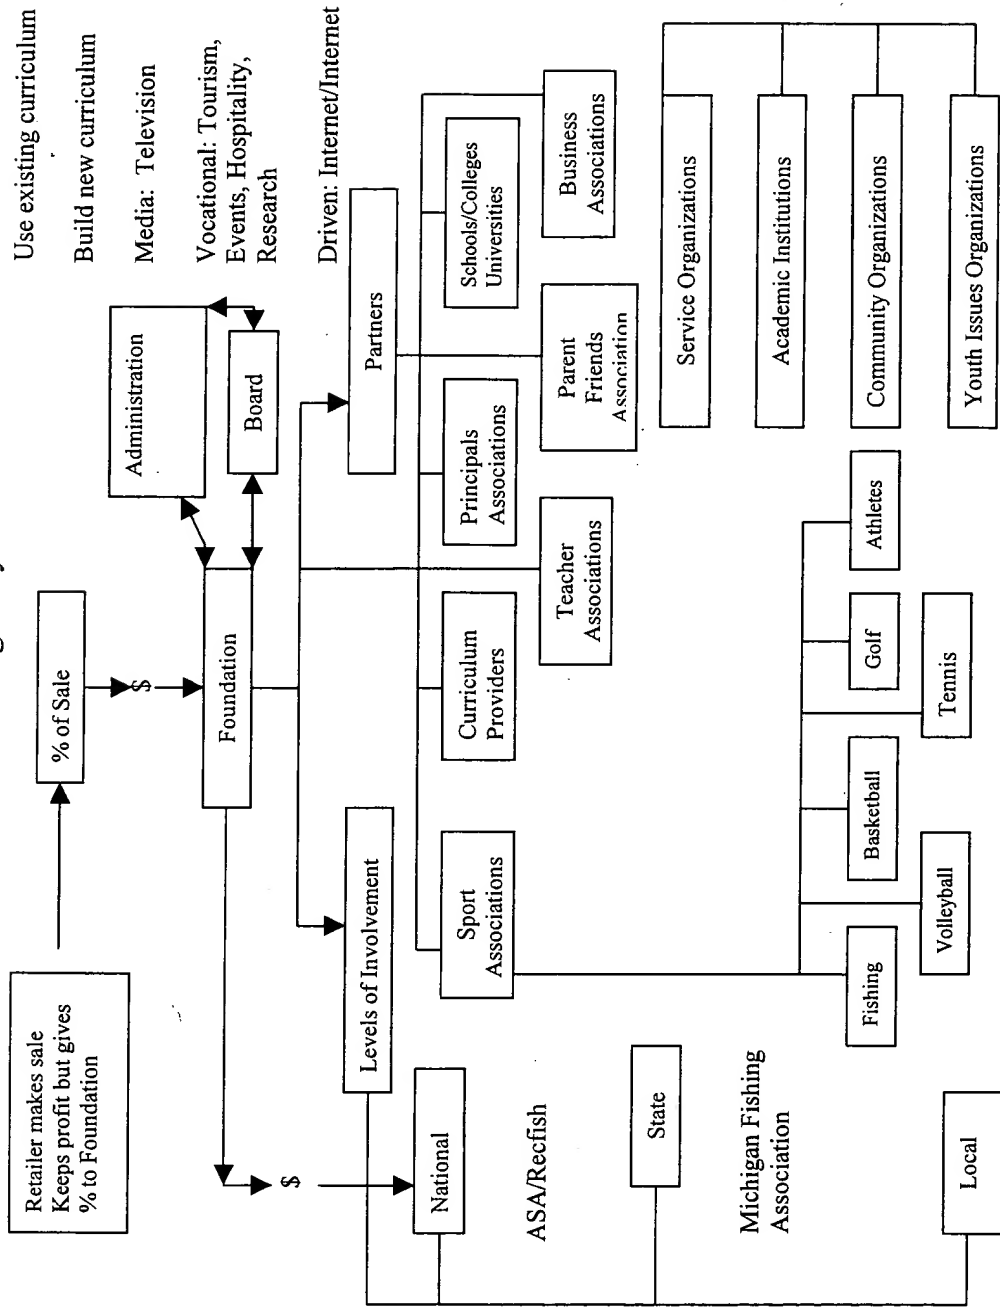 Retailer makes sale
Keeps profit but gives
% to Foundation
% of Sale
$
Foundation
Administration
Board
Use existing curriculum
Build new curriculum
Media: Television
Vocational: Tourism,
Events, Hospitality,
Research
Driven: Internet/Internet
$
Levels of Involvement
Partners
National
ASA/Recfish
State
Michigan Fishing
Association
Local
Sport
Associations
Curriculum
Providers
Principals
Associations
Schools/Colleges
Universities
Teacher
Associations
Parent
Friends
Association
Business
Associations
Fishing
Volleyball
Basketball
Tennis
Golf
Athletes
Service Organizations
Academic Institutions
Community Organizations
Youth Issues Organizations